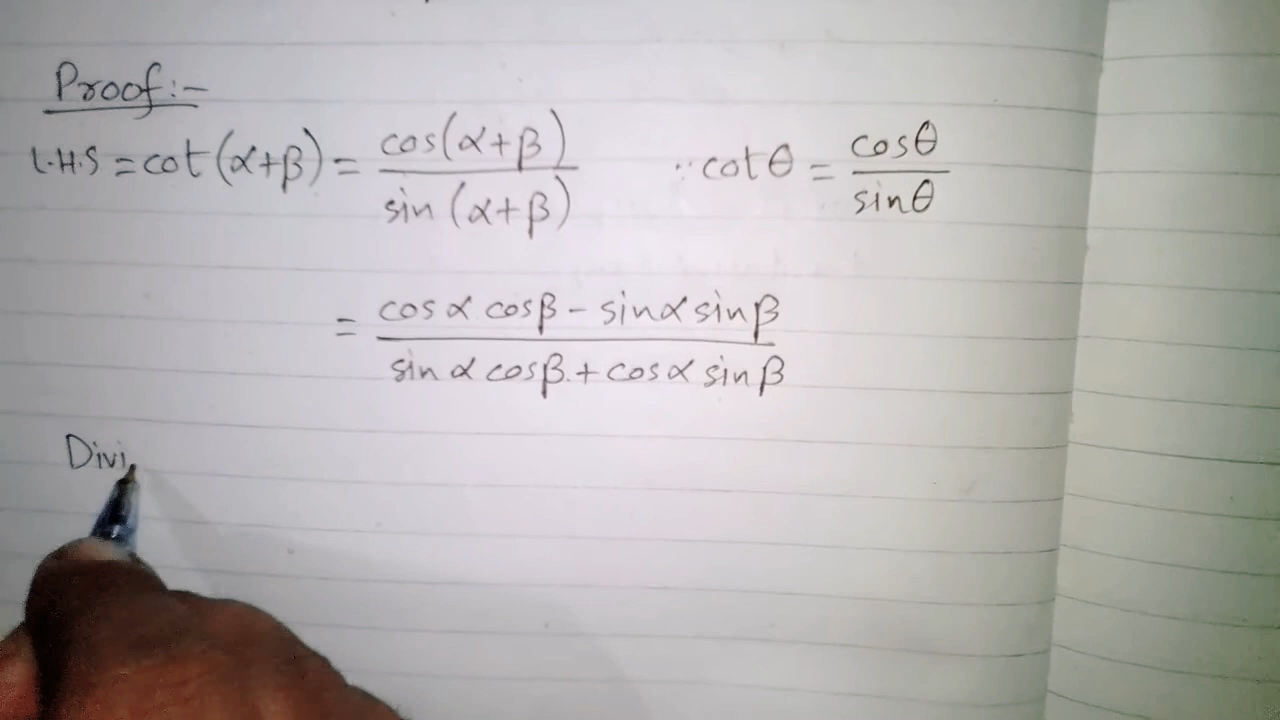 Proof:-
L.H.S = cot(α+β) = cos(α+β) / sin(α+β) ∵ cotθ = cosθ / sinθ
= cosα cosβ - sinα sinβ / sinα cosβ + cosα sinβ
Divi